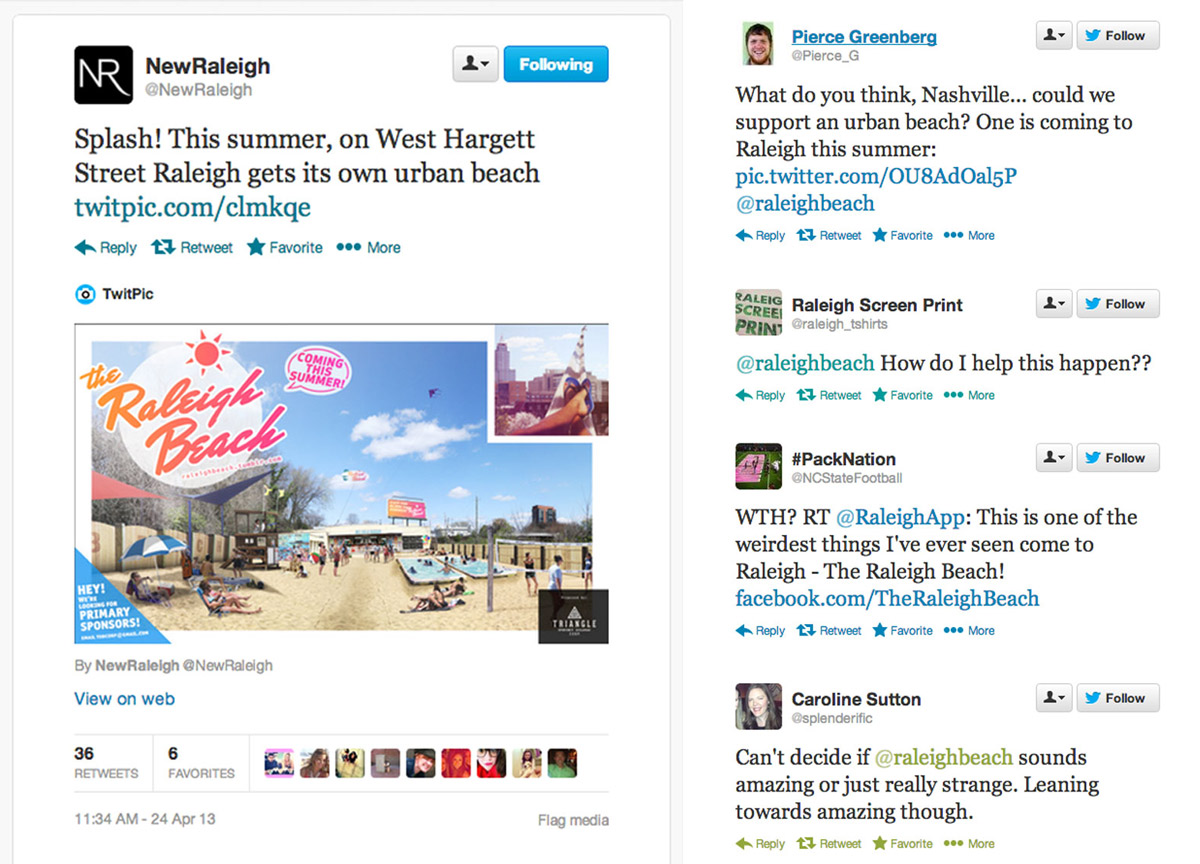 NR
NewRaleigh
@NewRaleigh
Following
Splash! This summer, on West Hargett
Street Raleigh gets its own urban beach
twitpic.com/clmkqe
Reply Retweet Favorite More
TwitPic
the
Raleigh
Beach
raleighbeach.tumblr.com
COMING
THIS
SUMMER!
HEY!
WE'RE
LOOKING FOR
PRIMARY
SPONSORS!
TRIANGLE
By NewRaleigh @NewRaleigh
View on web
36
RETWEETS
6
FAVORITES
11:34 AM - 24 Apr 13
Flag media
Pierce Greenberg
@Pierce_G
Follow
What do you think, Nashville... could we
support an urban beach? One is coming to
Raleigh this summer:
pic.twitter.com/OU8AdOal5P
@raleighbeach
Reply Retweet Favorite More
RALEIG
SCREE
PRINT
Raleigh Screen Print
@raleigh_tshirts
Follow
@raleighbeach How do I help this happen??
Reply Retweet Favorite More
#PackNation
@NCStateFootball
Follow
WTH? RT @RaleighApp: This is one of the
weirdest things I've ever seen come to
Raleigh - The Raleigh Beach!
facebook.com/TheRaleighBeach
Reply Retweet Favorite More
Caroline Sutton
@splenderific
Follow
Can't decide if @raleighbeach sounds
amazing or just really strange. Leaning
towards amazing though.
Reply Retweet Favorite More